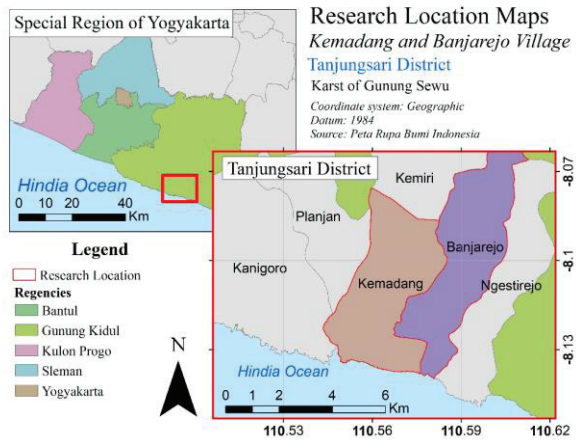 Special Region of Yogyakarta
Hindia Ocean
0 10 20 40
Km
Research Location Maps
Kemadang and Banjarejo Village
Tanjungsari District
Karst of Gunung Sewu
Coordinate system: Geographic
Datum: 1984
Source: Peta Rupa Bumi Indonesia
Legend
Research Location
Regencies
Bantul
Gunung Kidul
Kulon Progo
Sleman
Yogyakarta
N
Tanjungsari District
Kemiri
Planjan
Banjarejo
Kanigoro
Kemadang
Ngestirejo
Hindia Ocean
0 1 2 4 6
Km
-8.07
-8.1
-8.13
110.53 110.56 110.59 110.62